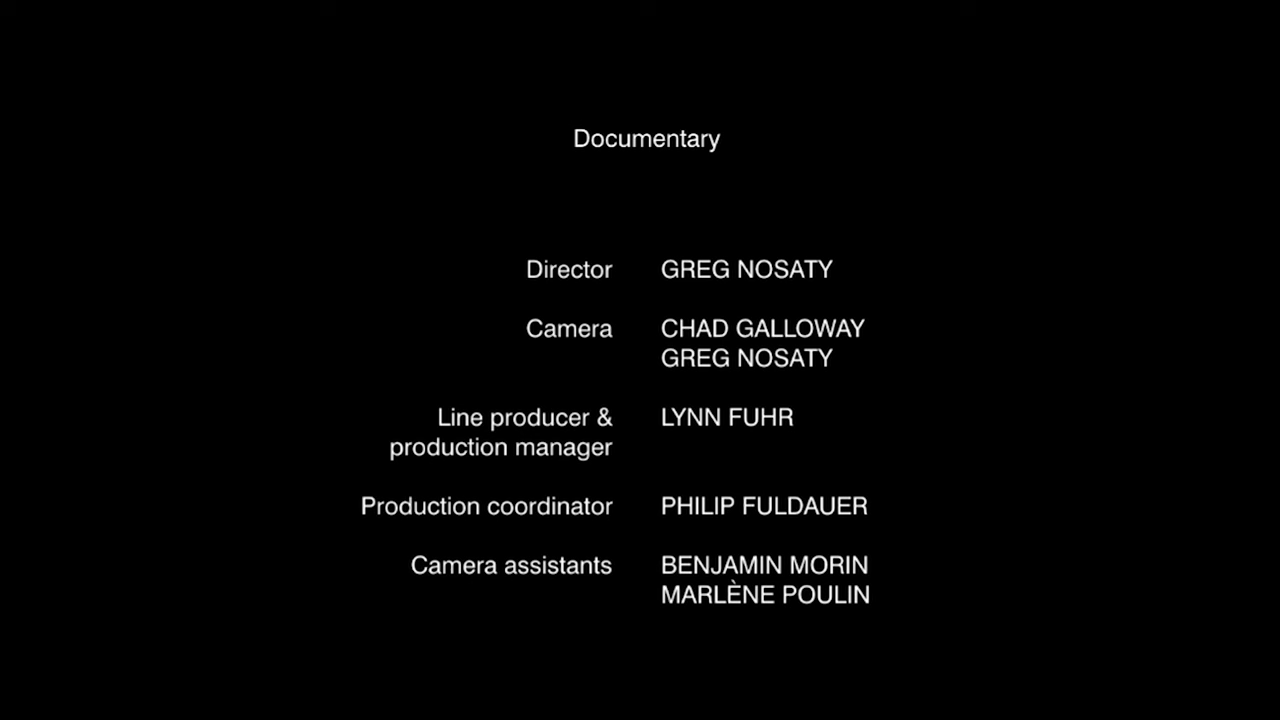 Documentary
Director GREG NOSATY
Camera CHAD GALLOWAY
GREG NOSATY
Line producer & LYNN FUHR
production manager
Production coordinator PHILIP FULDAUER
Camera assistants BENJAMIN MORIN
MARLÈNE POULIN